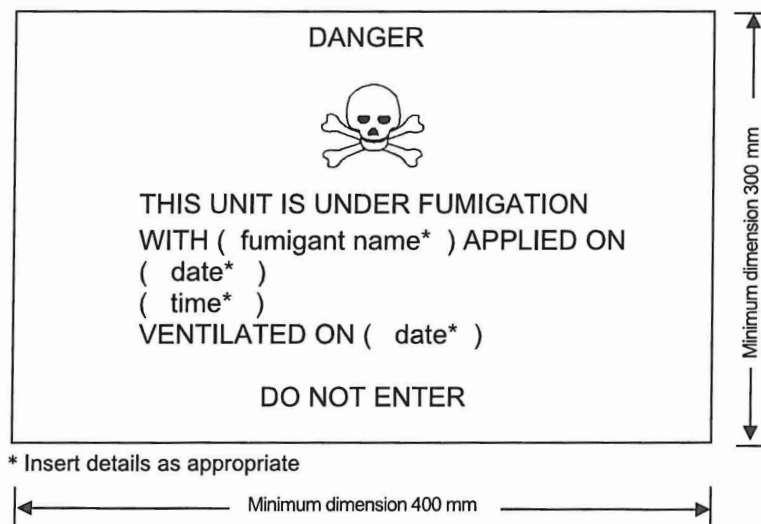 DANGER
THIS UNIT IS UNDER FUMIGATION
WITH ( fumigant name* ) APPLIED ON
( date* )
( time* )
VENTILATED ON ( date* )
DO NOT ENTER
* Insert details as appropriate
Minimum dimension 400 mm
Minimum dimension 300 mm